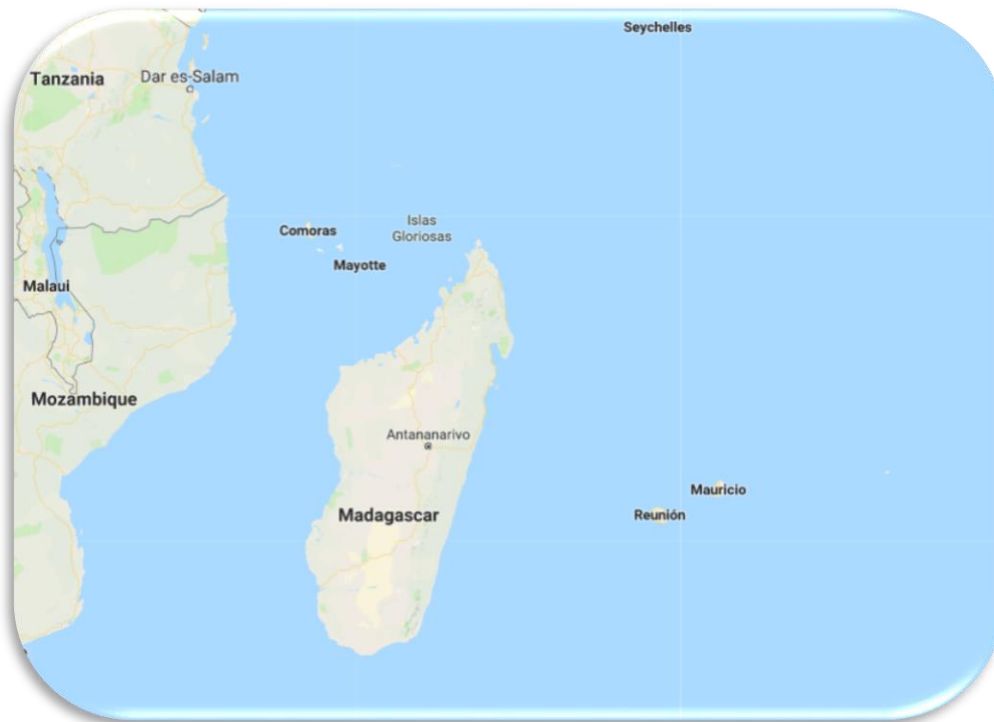 Seychelles
Tanzania
Dar es-Salam
Comoras
Islas
Gloriosas
Mayotte
Malaui
Mozambique
Antananarivo
Mauricio
Madagascar
Reunión